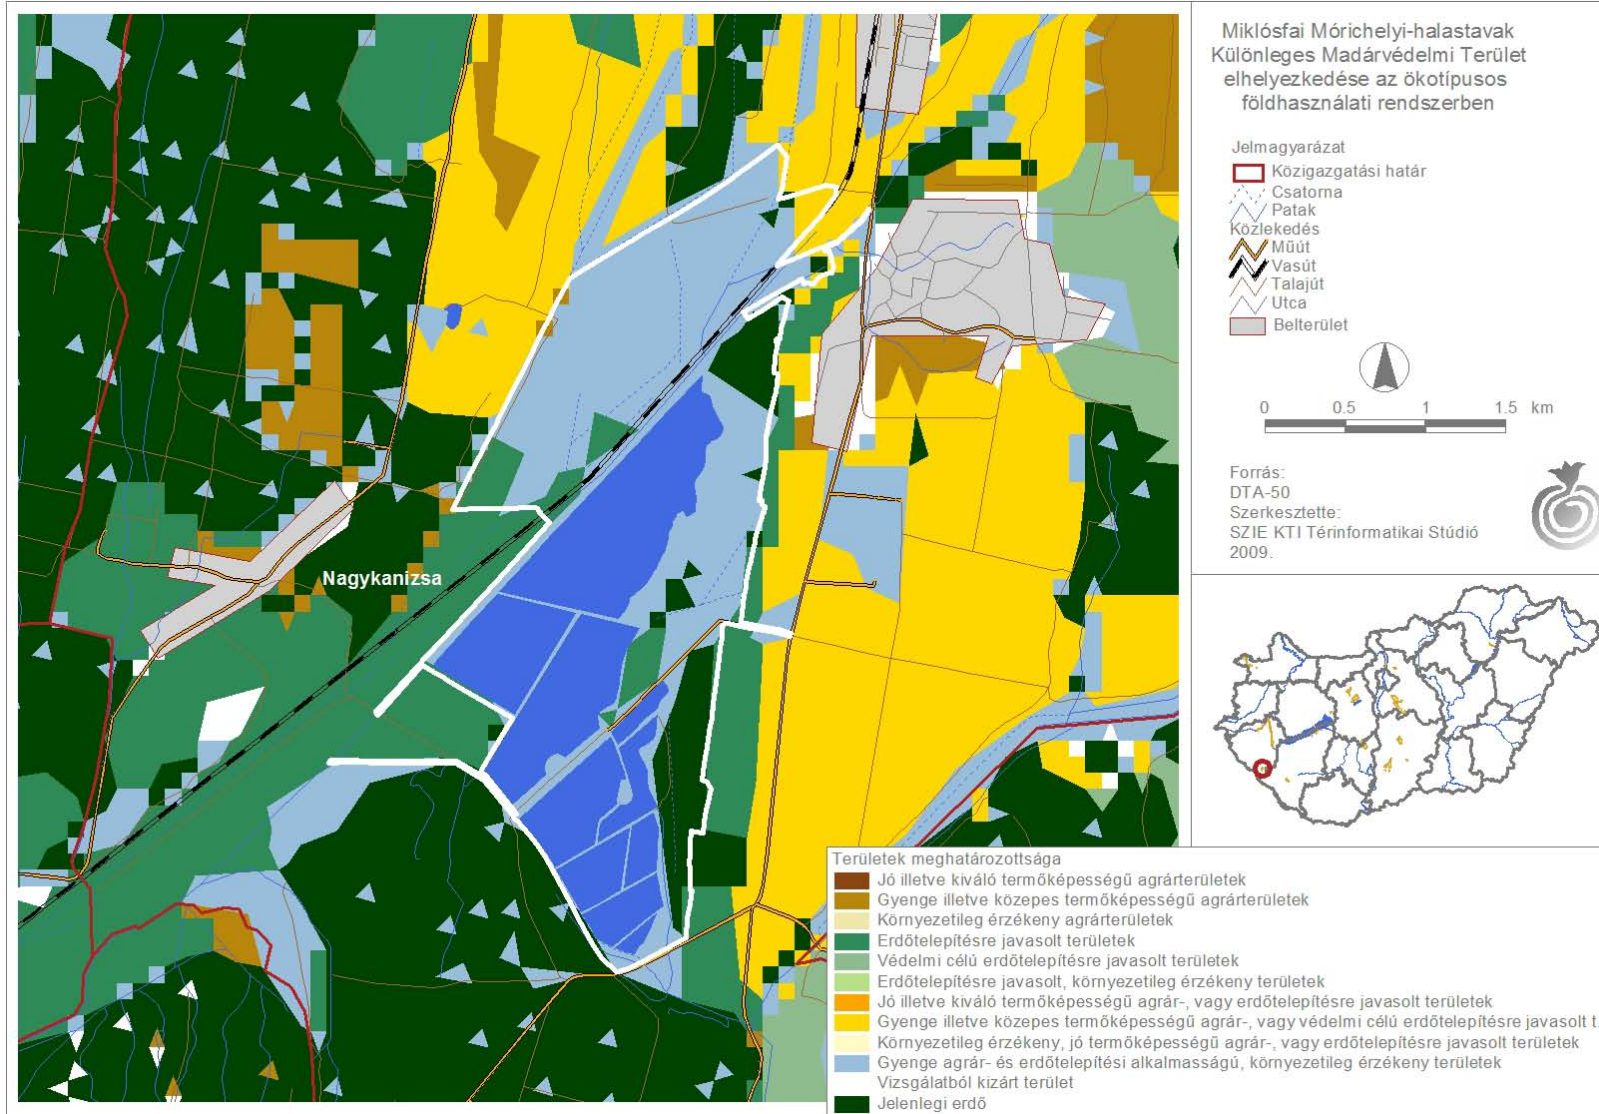 Miklósfai Mórichelyi-halastavak
Különleges Madárvédelmi Terület
elhelyezkedése az ökotípusos
földhasználati rendszerben
Jelmagyarázat
Közigazgatási határ
Csatorna
Patak
Közlekedés
Műút
Vasút
Talajút
Utca
Belterület
0 0.5 1 1.5 km
Forrás:
DTA-50
Szerkesztette:
SZIE KTI Térinformatikai Stúdió
2009.
Nagykanizsa
Területek meghatározottsága
Jó illetve kiváló termőképességű agrárterületek
Gyenge illetve közepes termőképességű agrárterületek
Környezetileg érzékeny agrárterületek
Erdőtelepítésre javasolt területek
Védelmi célú erdőtelepítésre javasolt területek
Erdőtelepítésre javasolt, környezetileg érzékeny területek
Jó illetve kiváló termőképességű agrár-, vagy erdőtelepítésre javasolt területek
Gyenge illetve közepes termőképességű agrár-, vagy védelmi célú erdőtelepítésre javasolt t.
Környezetileg érzékeny, jó termőképességű agrár-, vagy erdőtelepítésre javasolt területek
Gyenge agrár- és erdőtelepítési alkalmasságú, környezetileg érzékeny területek
Vizsgálatból kizárt terület
Jelenlegi erdő